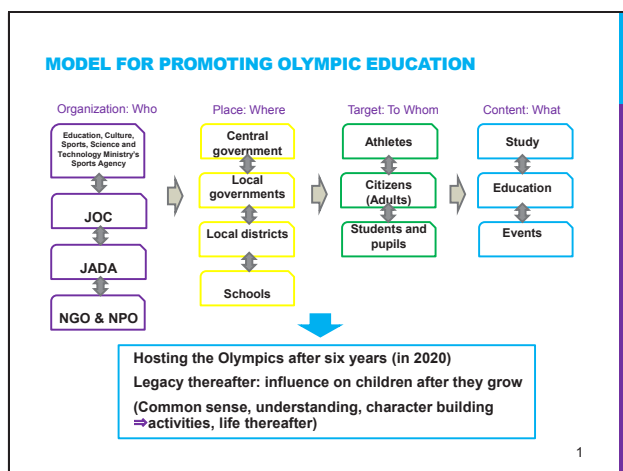 MODEL FOR PROMOTING OLYMPIC EDUCATION
Organization: Who
Education, Culture,
Sports, Science and
Technology Ministry's
Sports Agency
JOC
JADA
NGO & NPO
Place: Where
Central
government
Local
governments
Local districts
Schools
Target: To Whom
Athletes
Citizens
(Adults)
Students and
pupils
Content: What
Study
Education
Events
Hosting the Olympics after six years (in 2020)
Legacy thereafter: influence on children after they grow
(Common sense, understanding, character building
⇒activities, life thereafter)
1